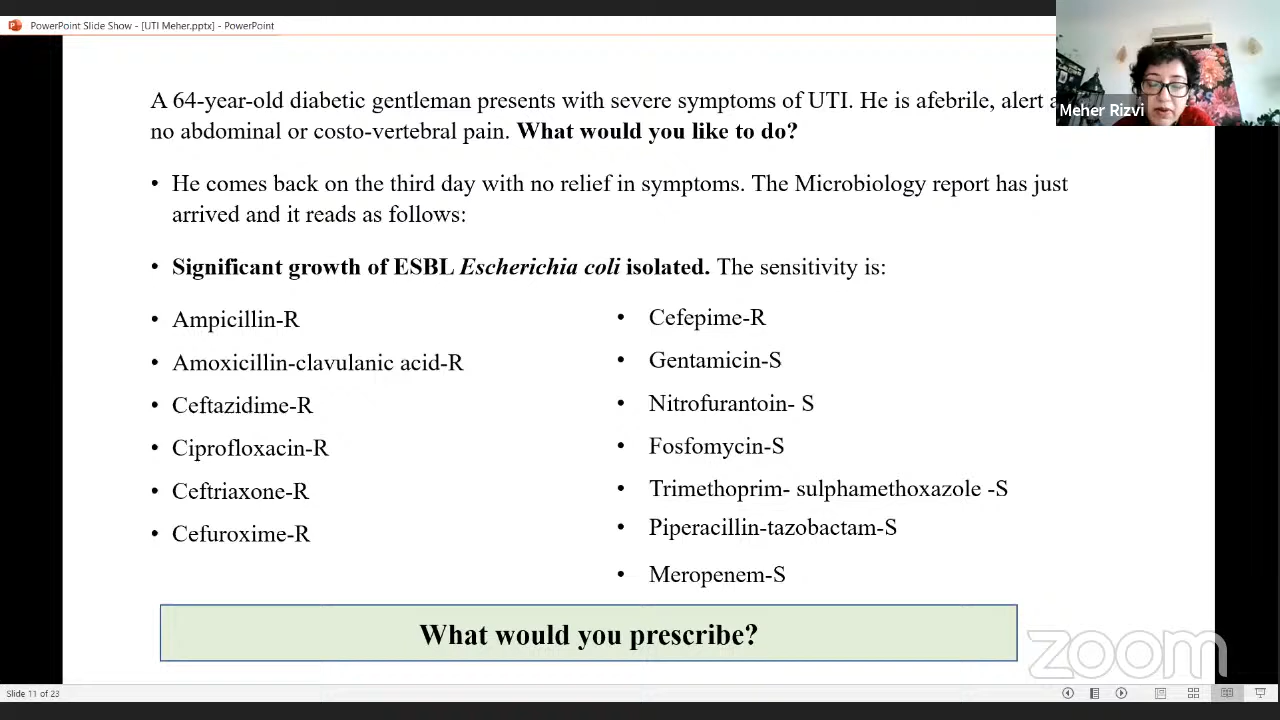 PowerPoint Slide Show - [UTI Meher.pptx] - PowerPoint
A 64-year-old diabetic gentleman presents with severe symptoms of UTI. He is afebrile, alert
no abdominal or costo-vertebral pain. What would you like to do?
Meher Rizvi
• He comes back on the third day with no relief in symptoms. The Microbiology report has just
arrived and it reads as follows:
• Significant growth of ESBL Escherichia coli isolated. The sensitivity is:
• Ampicillin-R
• Amoxicillin-clavulanic acid-R
• Ceftazidime-R
• Ciprofloxacin-R
• Ceftriaxone-R
• Cefuroxime-R
• Cefepime-R
• Gentamicin-S
• Nitrofurantoin- S
• Fosfomycin-S
• Trimethoprim- sulphamethoxazole -S
• Piperacillin-tazobactam-S
• Meropenem-S
What would you prescribe?
zoom
Slide 11 of 23